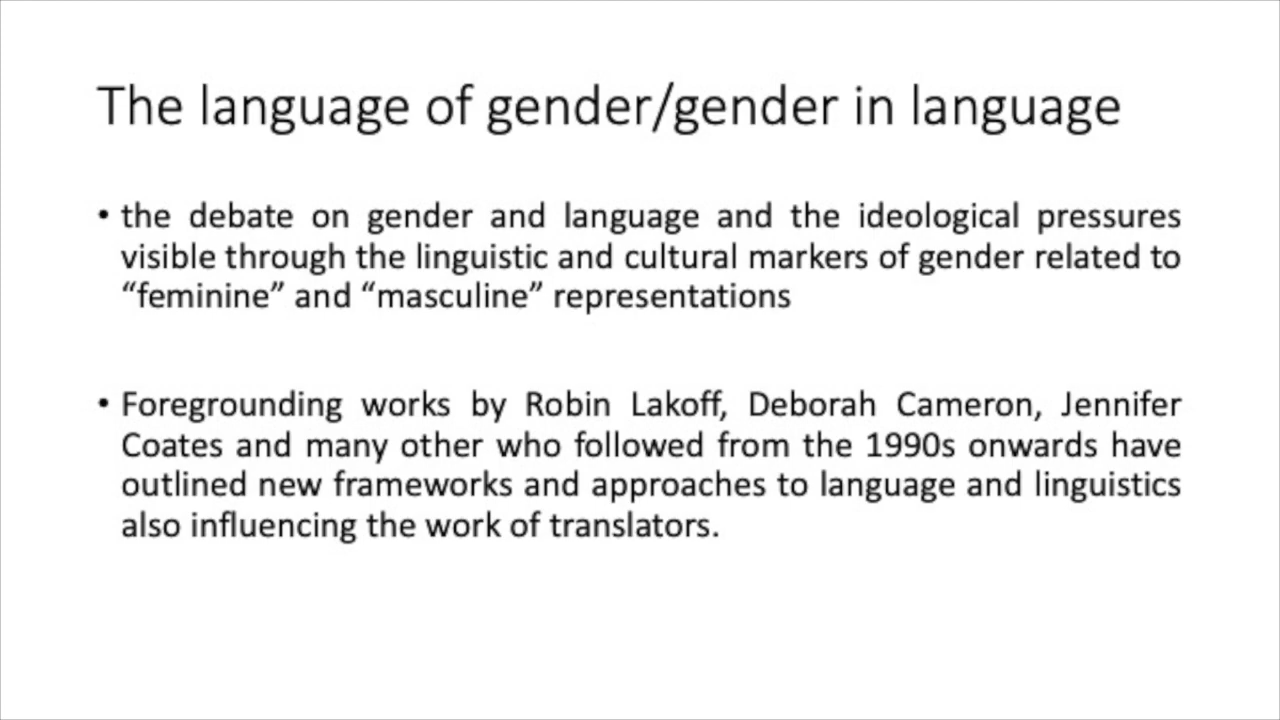 The language of gender/gender in language
• the debate on gender and language and the ideological pressures
visible through the linguistic and cultural markers of gender related to
“feminine” and “masculine” representations
• Foregrounding works by Robin Lakoff, Deborah Cameron, Jennifer
Coates and many other who followed from the 1990s onwards have
outlined new frameworks and approaches to language and linguistics
also influencing the work of translators.